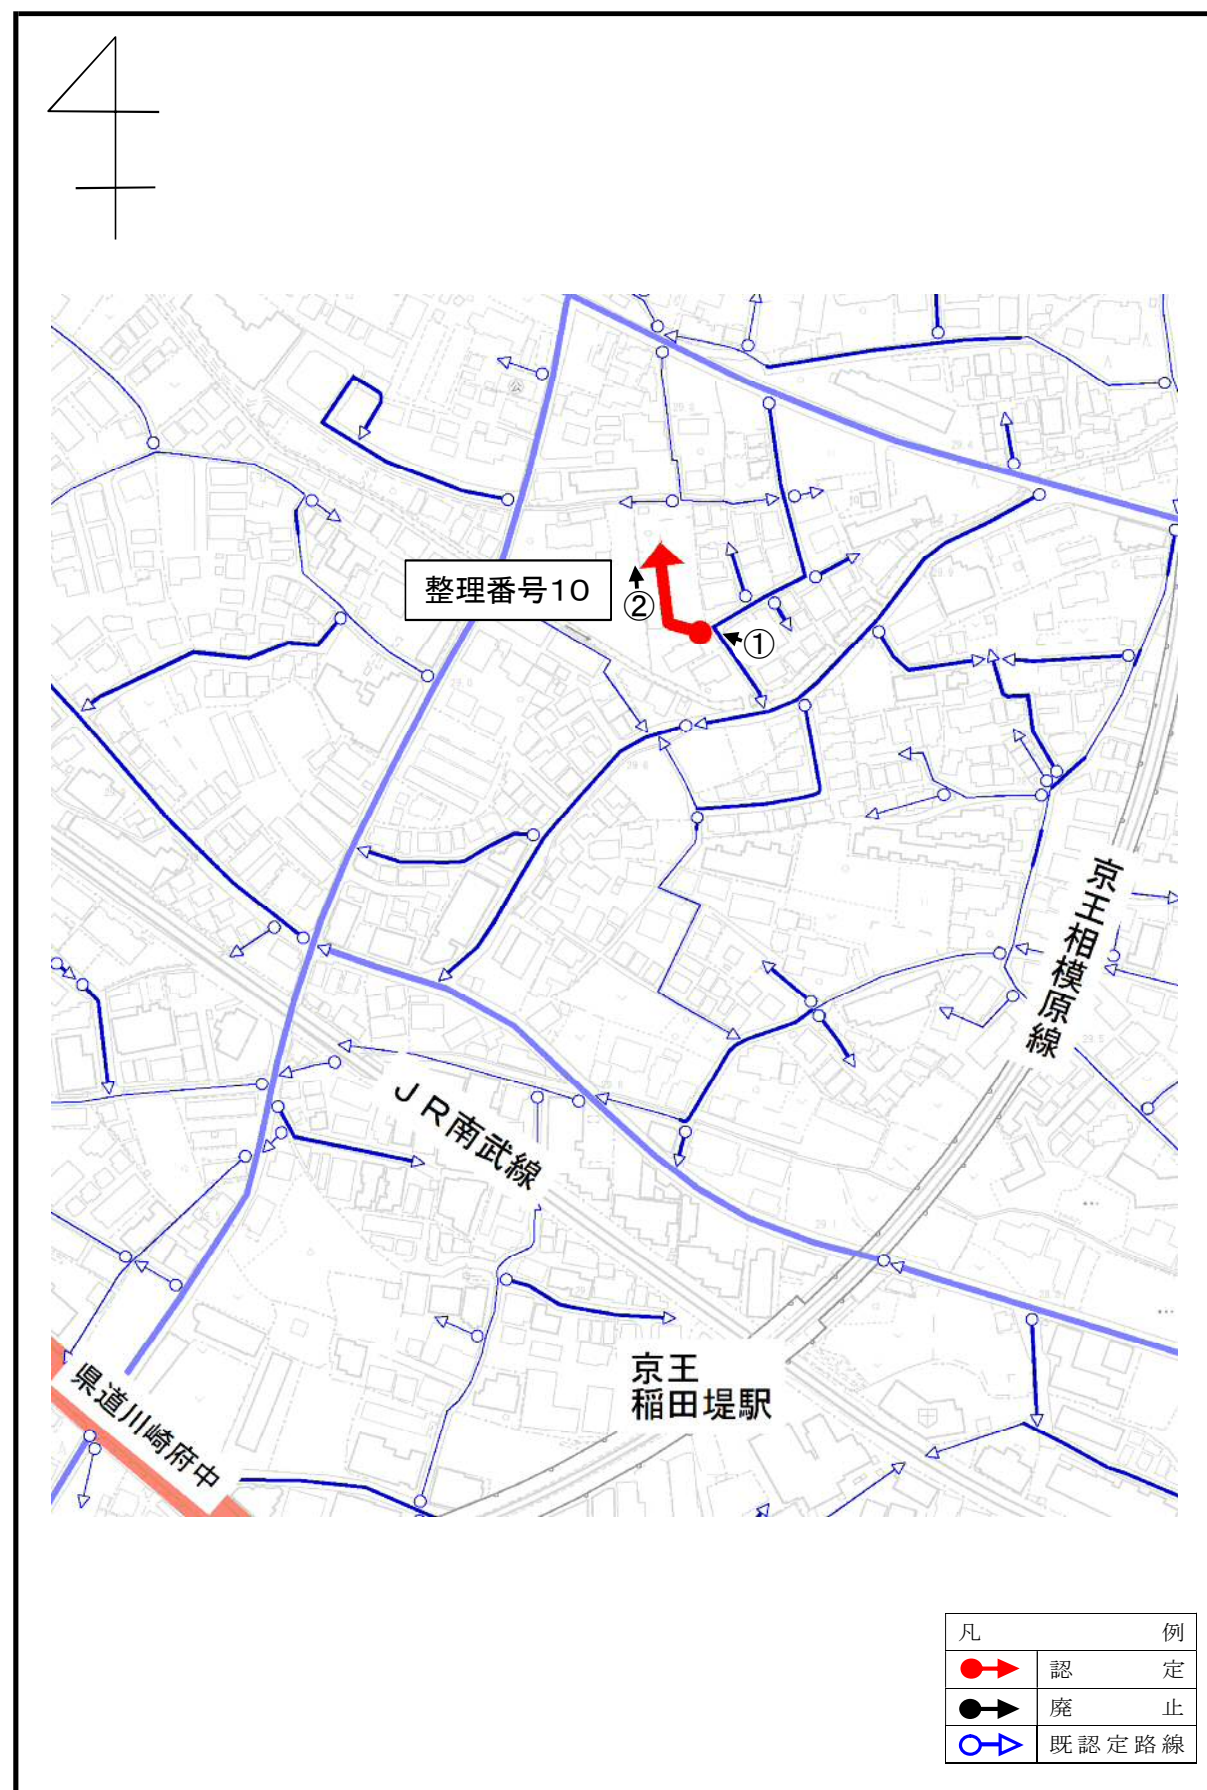 整理番号10
②
①
京王相模原線
JR南武線
京王
稲田堤駅
県道川崎府中
凡例
認定
廃止
既認定路線